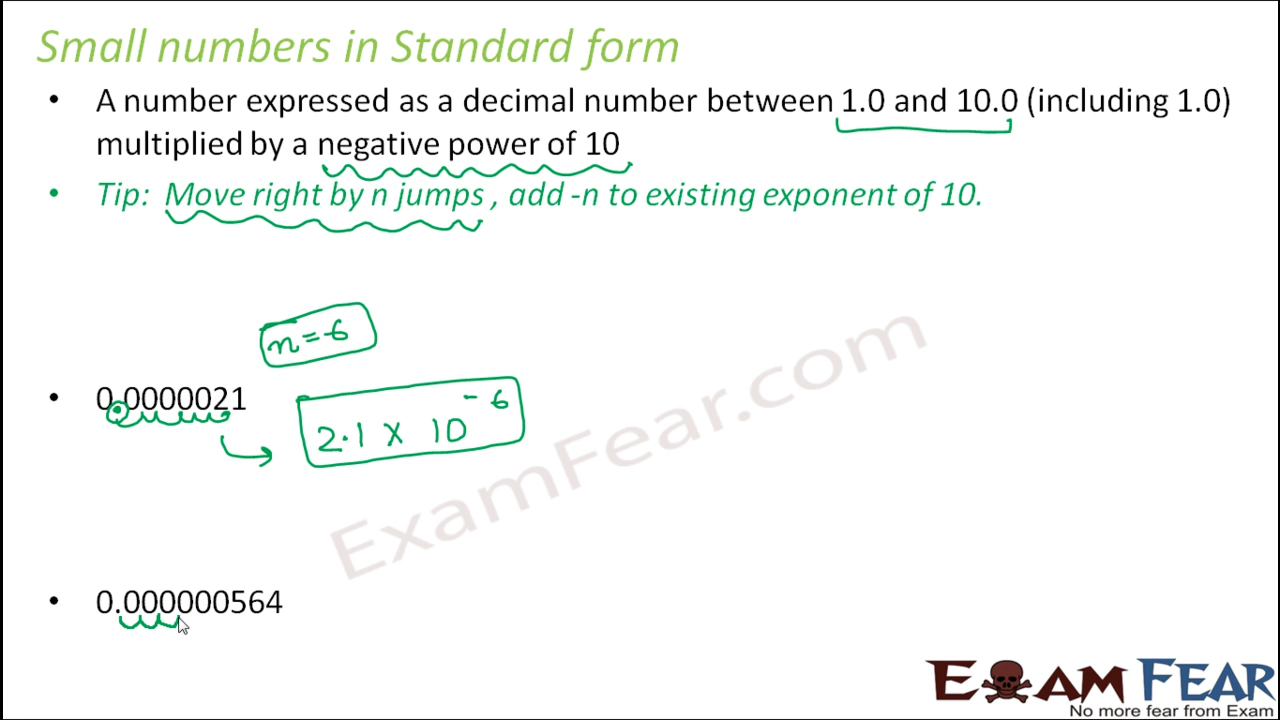 Small numbers in Standard form
• A number expressed as a decimal number between 1.0 and 10.0 (including 1.0)
multiplied by a negative power of 10
• Tip: Move right by n jumps , add -n to existing exponent of 10.
n = 6
• 0.0000021
2.1 x 10⁻⁶
ExamFear.com
• 0.000000564
EXAM FEAR
No more fear from Exam